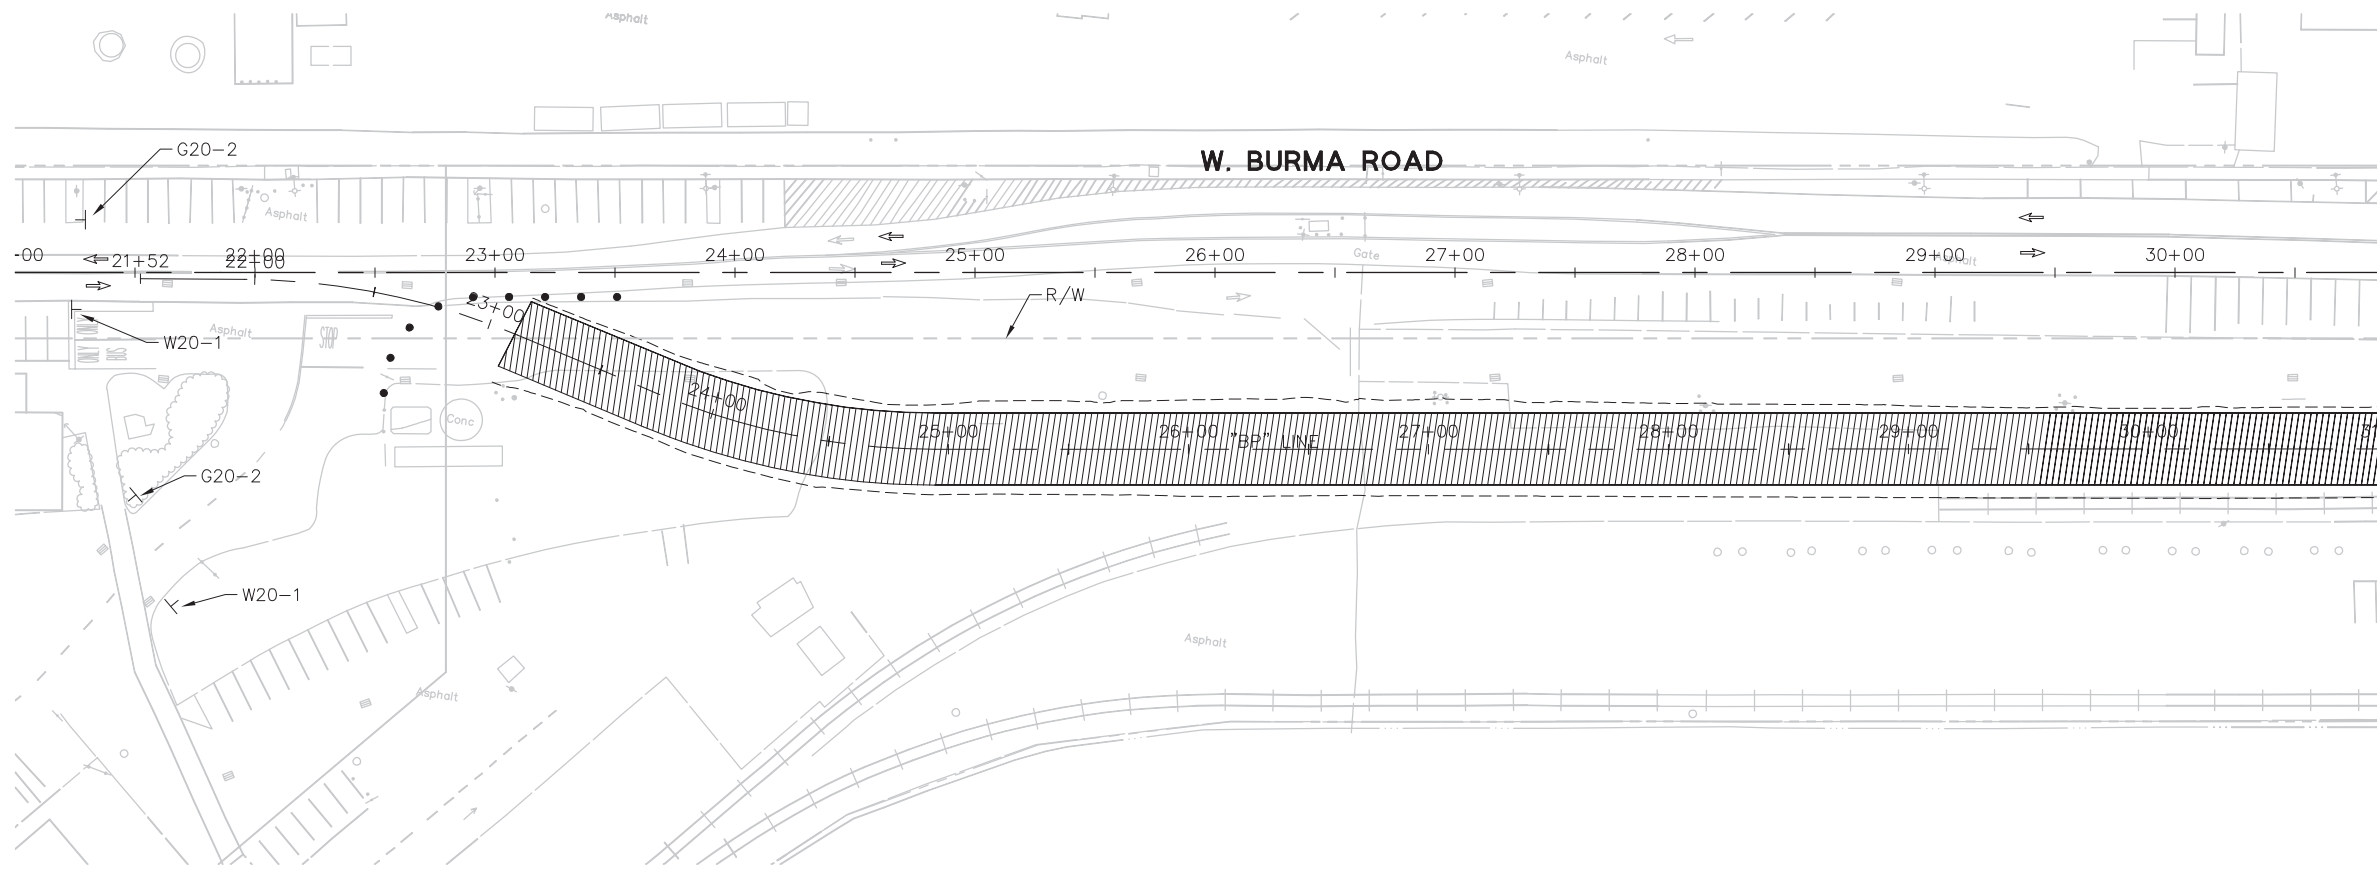 Asphalt
Asphalt
G20-2
W. BURMA ROAD
Asphalt
-00
21+52
22+00
22+00
23+00
24+00
25+00
26+00
Gate
27+00
28+00
29+00
Asphalt
30+00
R/W
23+00
Asphalt
STOP
W20-1
24+00
Conc
25+00
26+00
"BP" LINE
27+00
28+00
29+00
30+00
31
G20-2
W20-1
Asphalt
Asphalt